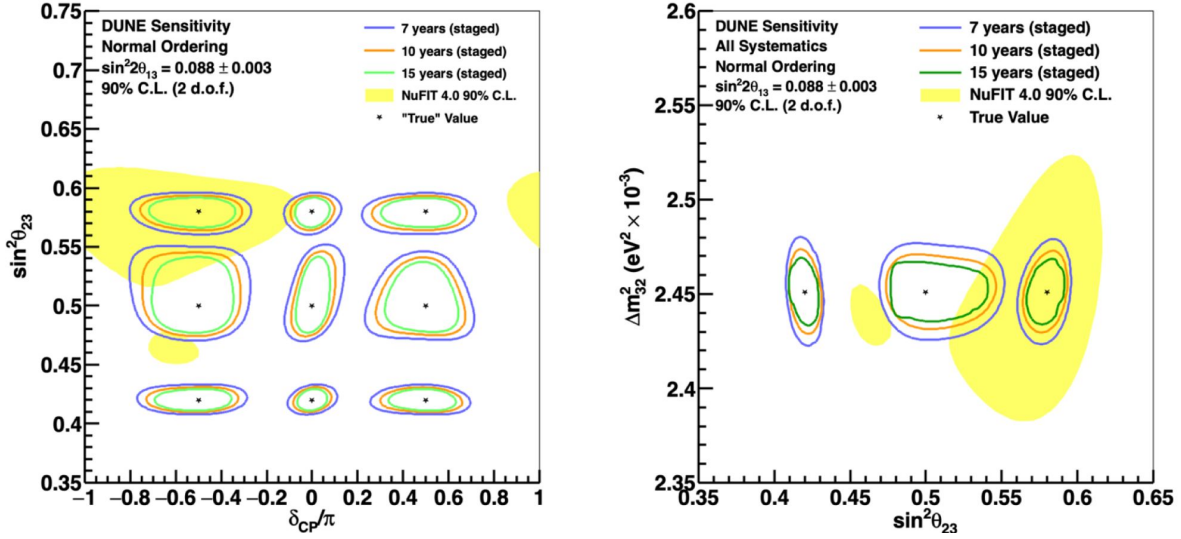 DUNE Sensitivity
Normal Ordering
sin²2θ₁₃ = 0.088 ± 0.003
90% C.L. (2 d.o.f.)
7 years (staged)
10 years (staged)
15 years (staged)
NuFIT 4.0 90% C.L.
"True" Value
sin²θ₂₃
0.75
0.7
0.65
0.6
0.55
0.5
0.45
0.4
0.35
−1 −0.8 −0.6 −0.4 −0.2 0 0.2 0.4 0.6 0.8 1
δCP/π
DUNE Sensitivity
All Systematics
Normal Ordering
sin²2θ₁₃ = 0.088 ± 0.003
90% C.L. (2 d.o.f.)
7 years (staged)
10 years (staged)
15 years (staged)
NuFIT 4.0 90% C.L.
True Value
Δm²₃₂ (eV² × 10⁻³)
2.6
2.55
2.5
2.45
2.4
2.35
0.35 0.4 0.45 0.5 0.55 0.6 0.65
sin²θ₂₃